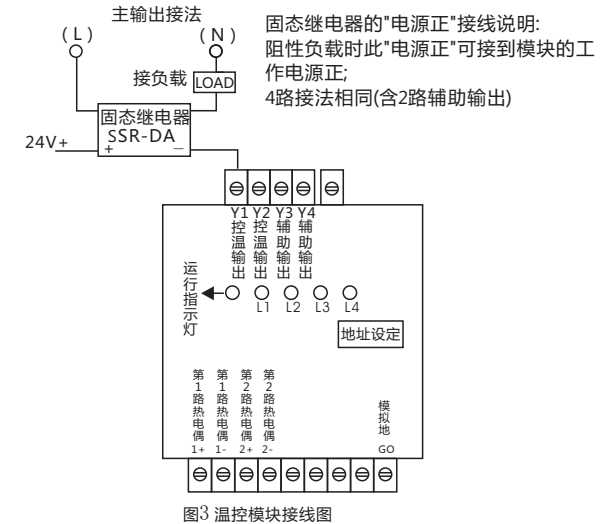 主输出接法
(L)
(N)
接负载 LOAD
固态继电器
SSR-DA
24V+
+ −
固态继电器的"电源正"接线说明:
阻性负载时此"电源正"可接到模块的工
作电源正;
4路接法相同(含2路辅助输出)
Y1 Y2 Y3 Y4
控温输出
控温输出
辅助输出
辅助输出
运行指示灯
L1 L2 L3 L4
地址设定
第1路热电偶1+
第1路热电偶1-
第2路热电偶2+
第2路热电偶2-
模拟地
GO
图3 温控模块接线图